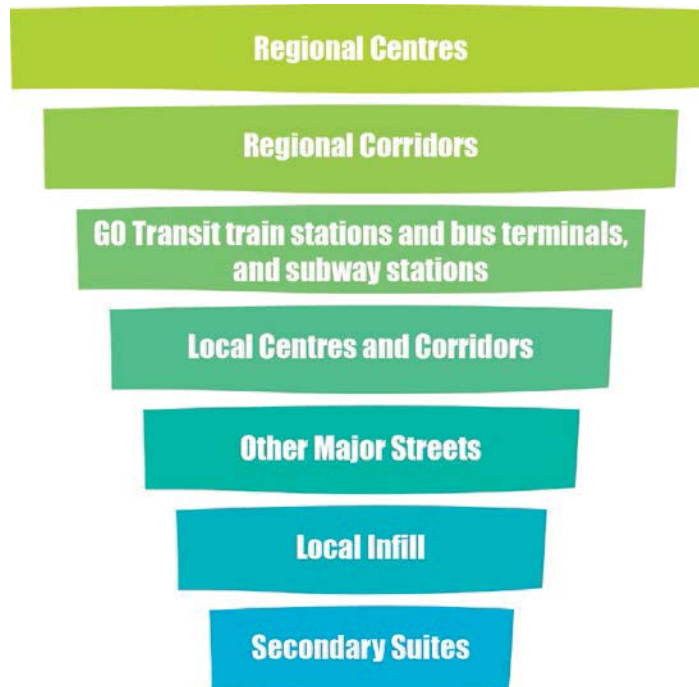 Regional Centres
Regional Corridors
GO Transit train stations and bus terminals,
and subway stations
Local Centres and Corridors
Other Major Streets
Local Infill
Secondary Suites